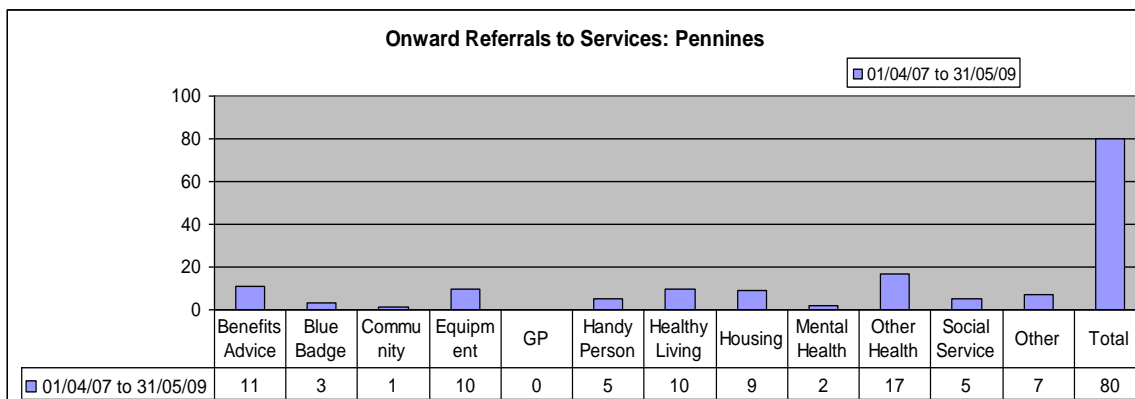 Onward Referrals to Services: Pennines
01/04/07 to 31/05/09
100
80
60
40
20
0
Benefits Advice Blue Badge Commu nity Equipm ent GP Handy Person Healthy Living Housing Mental Health Other Health Social Service Other Total
01/04/07 to 31/05/09 11 3 1 10 0 5 10 9 2 17 5 7 80